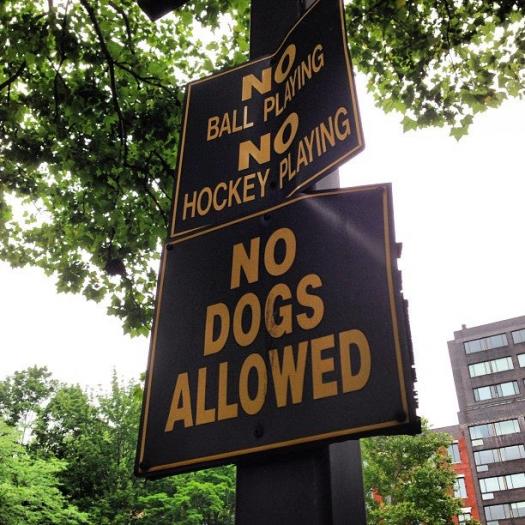 NO
BALL PLAYING
NO
HOCKEY PLAYING
NO
DOGS
ALLOWED